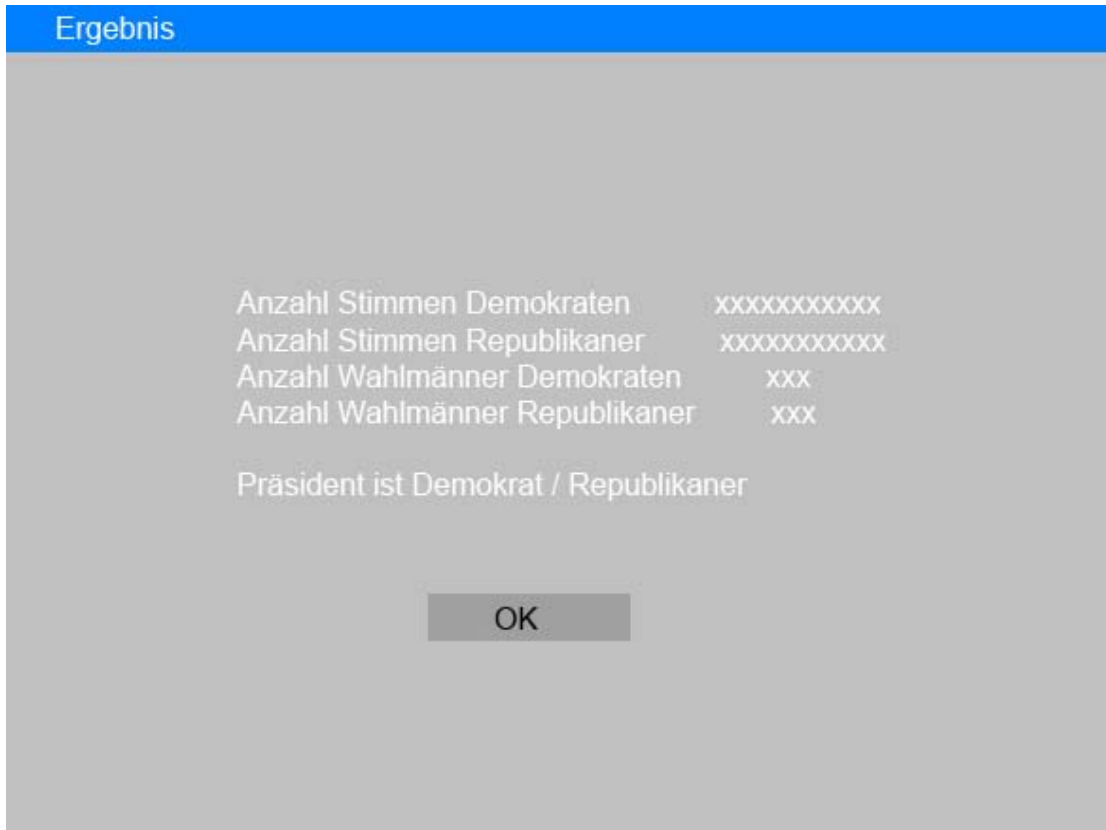 Ergebnis
Anzahl Stimmen Demokraten xxxxxxxxxxx
Anzahl Stimmen Republikaner xxxxxxxxxxx
Anzahl Wahlmänner Demokraten xxx
Anzahl Wahlmänner Republikaner xxx
Präsident ist Demokrat / Republikaner
OK